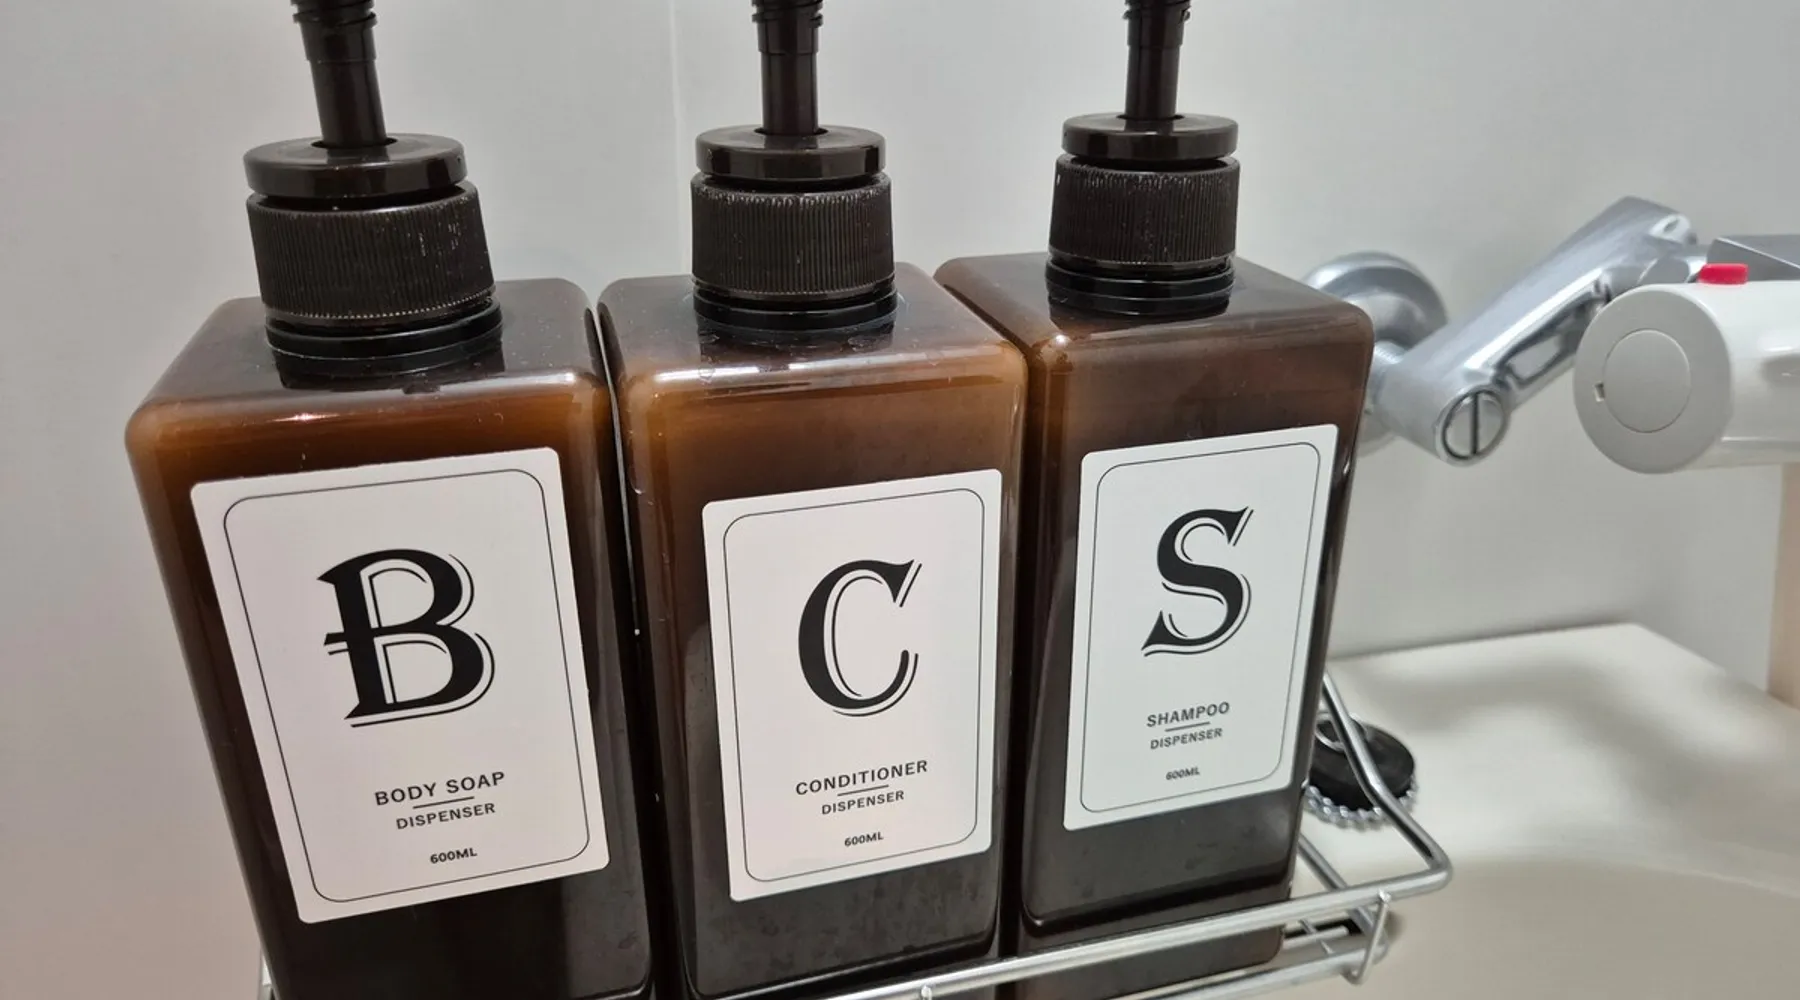 B
BODY SOAP
DISPENSER
600ML
C
CONDITIONER
DISPENSER
600ML
S
SHAMPOO
DISPENSER
600ML